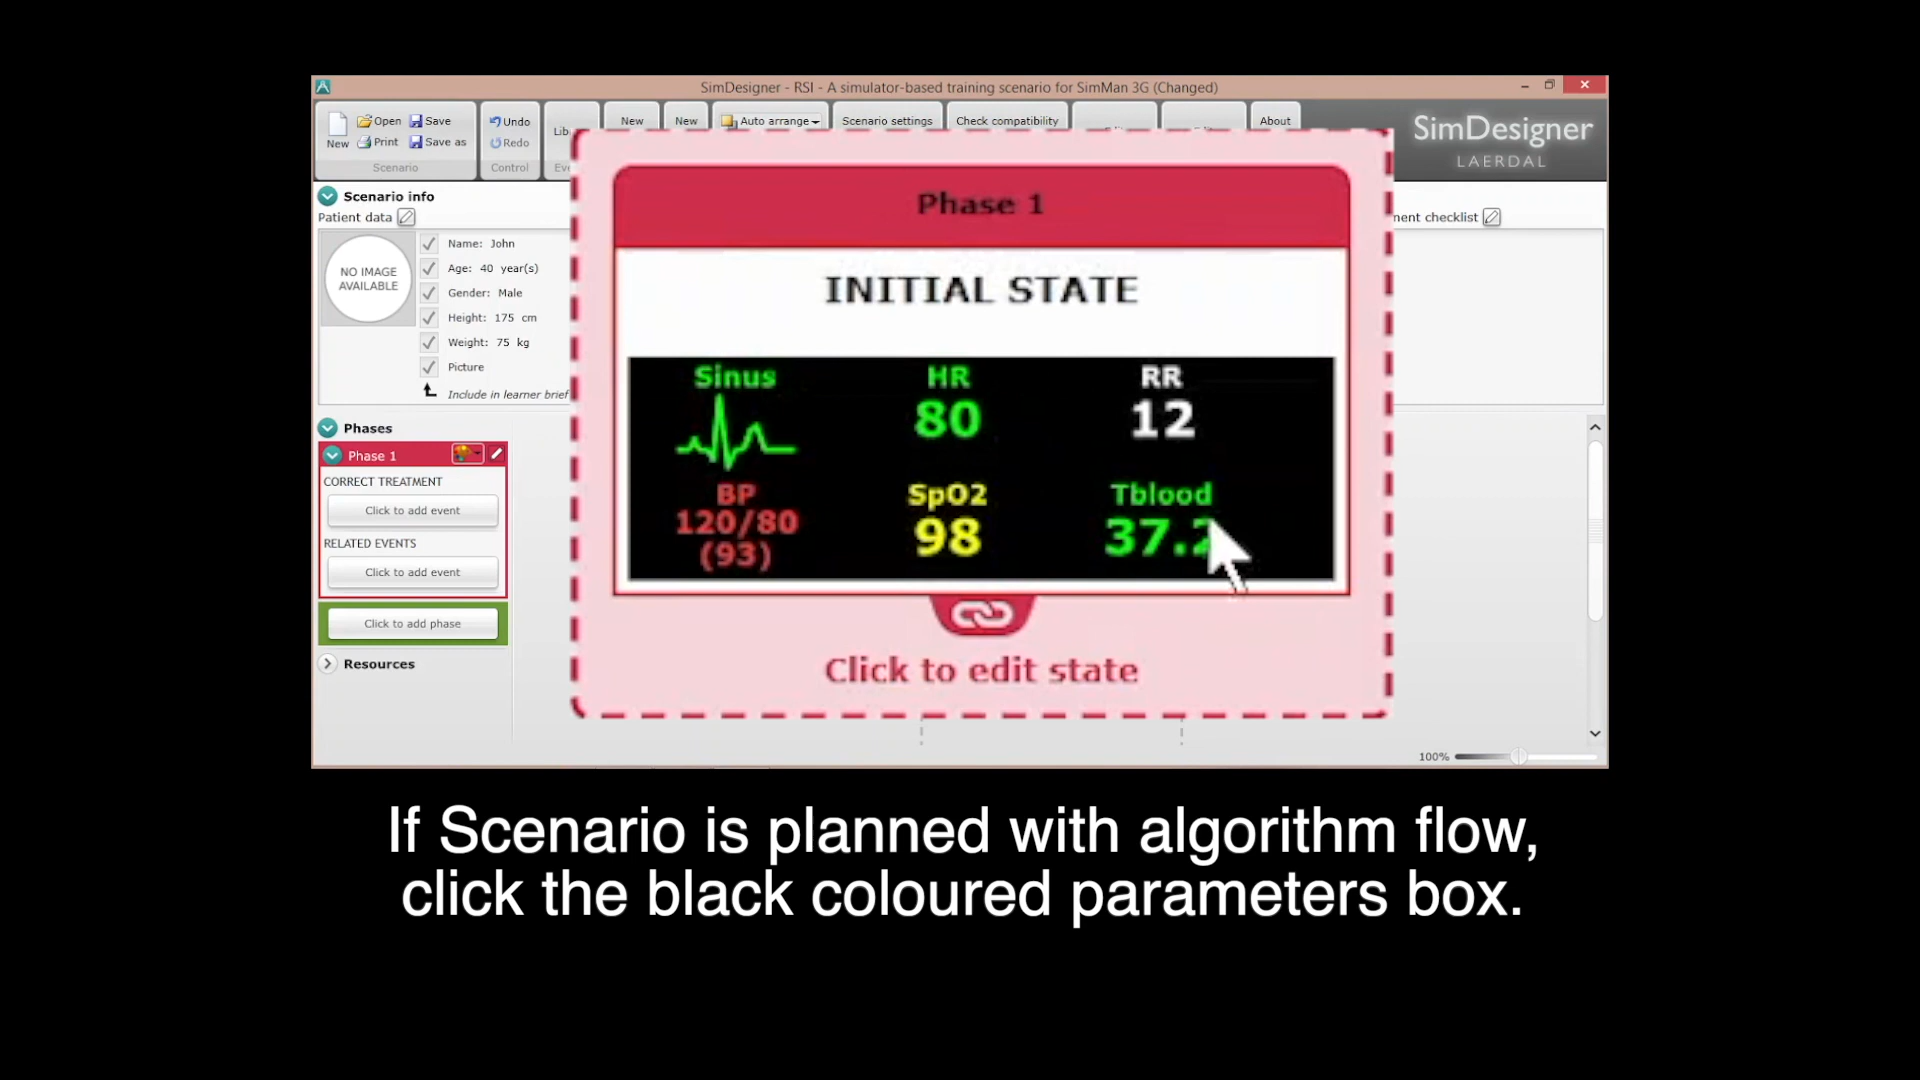 SimDesigner - RSI - A simulator-based training scenario for SimMan 3G (Changed)
New
Open
Save
Print
Save as
Scenario
Undo
Redo
Control
New
New
Auto arrange
Scenario settings
Check compatibility
About
SimDesigner
LAERDAL
Scenario info
Patient data
NO IMAGE
AVAILABLE
Name: John
Age: 40 year(s)
Gender: Male
Height: 175 cm
Weight: 75 kg
Picture
Include in learner brief
checklist
Phases
Phase 1
CORRECT TREATMENT
Click to add event
RELATED EVENTS
Click to add event
Click to add phase
Resources
Phase 1
INITIAL STATE
Sinus
HR
80
RR
12
BP
120/80
(93)
SpO2
98
Tblood
37.2
Click to edit state
100%
If Scenario is planned with algorithm flow,
click the black coloured parameters box.